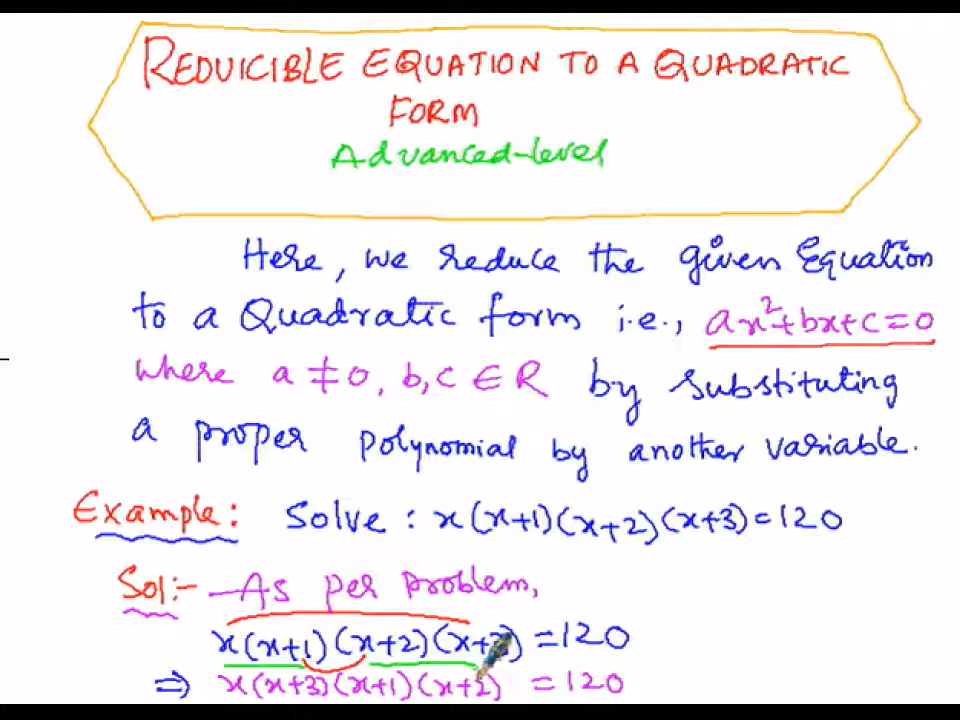 REDUICIBLE EQUATION TO A QUADRATIC
FORM
Advanced-level
Here, we reduce the given Equation
to a Quadratic form i.e., ax²+bx+c=0
where a≠0, b,c ∈ R by substituting
a proper polynomial by another variable.
Example: Solve : x(x+1)(x+2)(x+3)=120
Sol:- As per problem,
x(x+1)(x+2)(x+3) =120
⇒ x(x+3)(x+1)(x+2) =120